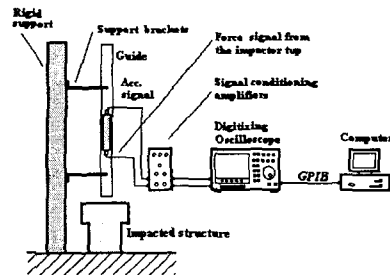 Rigid
support
Support brackets
Guide
Acc.
signal
Force signal from
the impactor tup
Signal conditioning
amplifiers
Digitizing
Oscilloscope
Computer
GPIB
Impacted structure